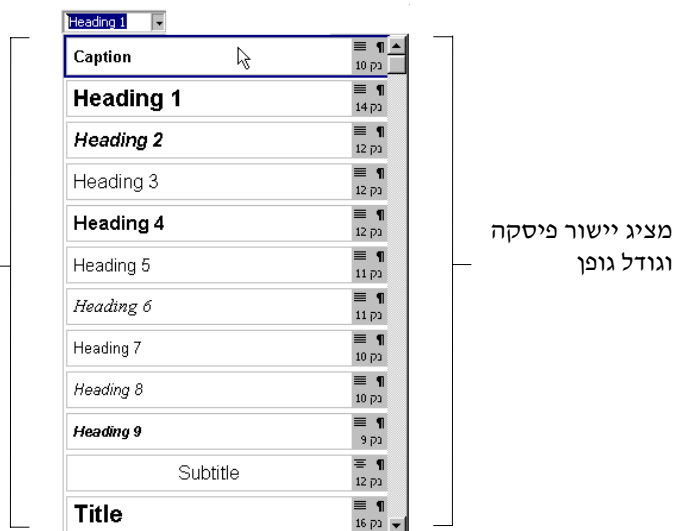 Heading 1
Caption
10 נק
Heading 1
14 נק
Heading 2
12 נק
Heading 3
12 נק
Heading 4
12 נק
Heading 5
11 נק
Heading 6
11 נק
Heading 7
10 נק
Heading 8
10 נק
Heading 9
9 נק
Subtitle
12 נק
Title
16 נק
מציג יישור פיסקה
וגודל גופן